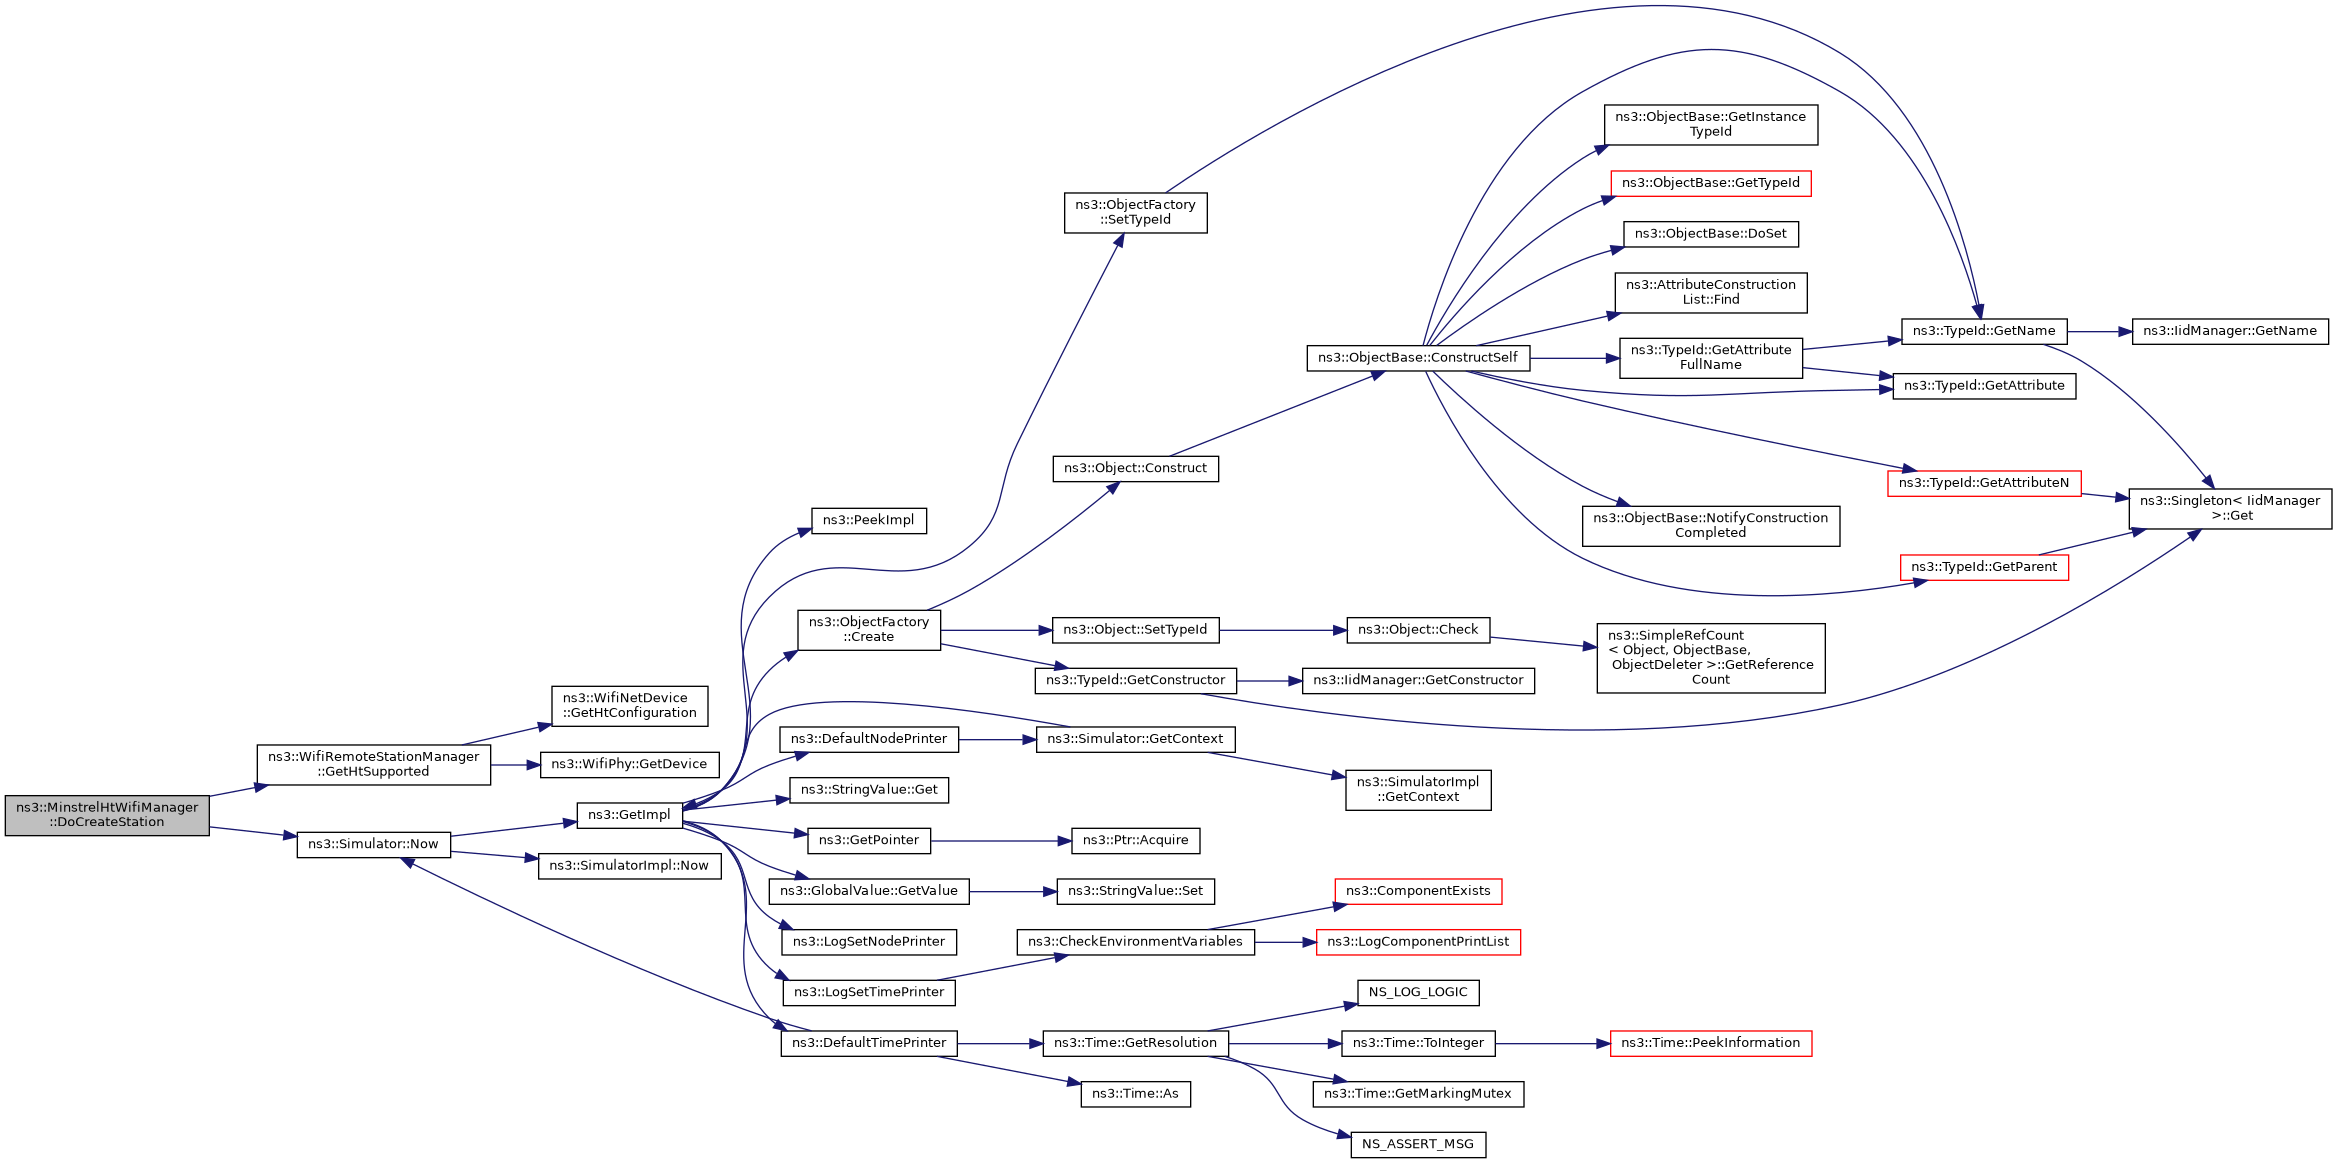 ns3::MinstrelHtWifiManager
::DoCreateStation
ns3::WifiRemoteStationManager
::GetHtSupported
ns3::Simulator::Now
ns3::WifiNetDevice
::GetHtConfiguration
ns3::WifiPhy::GetDevice
ns3::GetImpl
ns3::SimulatorImpl::Now
ns3::PeekImpl
ns3::ObjectFactory
::Create
ns3::DefaultNodePrinter
ns3::StringValue::Get
ns3::GetPointer
ns3::GlobalValue::GetValue
ns3::LogSetNodePrinter
ns3::LogSetTimePrinter
ns3::DefaultTimePrinter
ns3::ObjectFactory
::SetTypeId
ns3::Object::Construct
ns3::Object::SetTypeId
ns3::TypeId::GetConstructor
ns3::Simulator::GetContext
ns3::Ptr::Acquire
ns3::StringValue::Set
ns3::CheckEnvironmentVariables
ns3::Time::GetResolution
ns3::Time::As
ns3::ObjectBase::ConstructSelf
ns3::Object::Check
ns3::IidManager::GetConstructor
ns3::SimulatorImpl
::GetContext
ns3::ComponentExists
ns3::LogComponentPrintList
NS_LOG_LOGIC
ns3::Time::ToInteger
ns3::Time::GetMarkingMutex
NS_ASSERT_MSG
ns3::ObjectBase::GetInstance
TypeId
ns3::ObjectBase::GetTypeId
ns3::ObjectBase::DoSet
ns3::AttributeConstruction
List::Find
ns3::TypeId::GetAttribute
FullName
ns3::ObjectBase::NotifyConstruction
Completed
ns3::SimpleRefCount
< Object, ObjectBase,
ObjectDeleter >::GetReference
Count
ns3::Time::PeekInformation
ns3::TypeId::GetName
ns3::TypeId::GetAttribute
ns3::TypeId::GetAttributeN
ns3::TypeId::GetParent
ns3::IidManager::GetName
ns3::Singleton< IidManager
>::Get